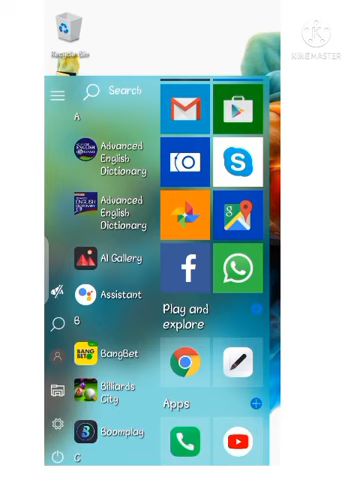 Recycle Bin
KINEMASTER
Search
A
Advanced
English
Dictionary
Advanced
English
Dictionary
AI Gallery
Assistant
B
BangBet
Billiards
City
Boomplay
C
Play and
explore
Apps